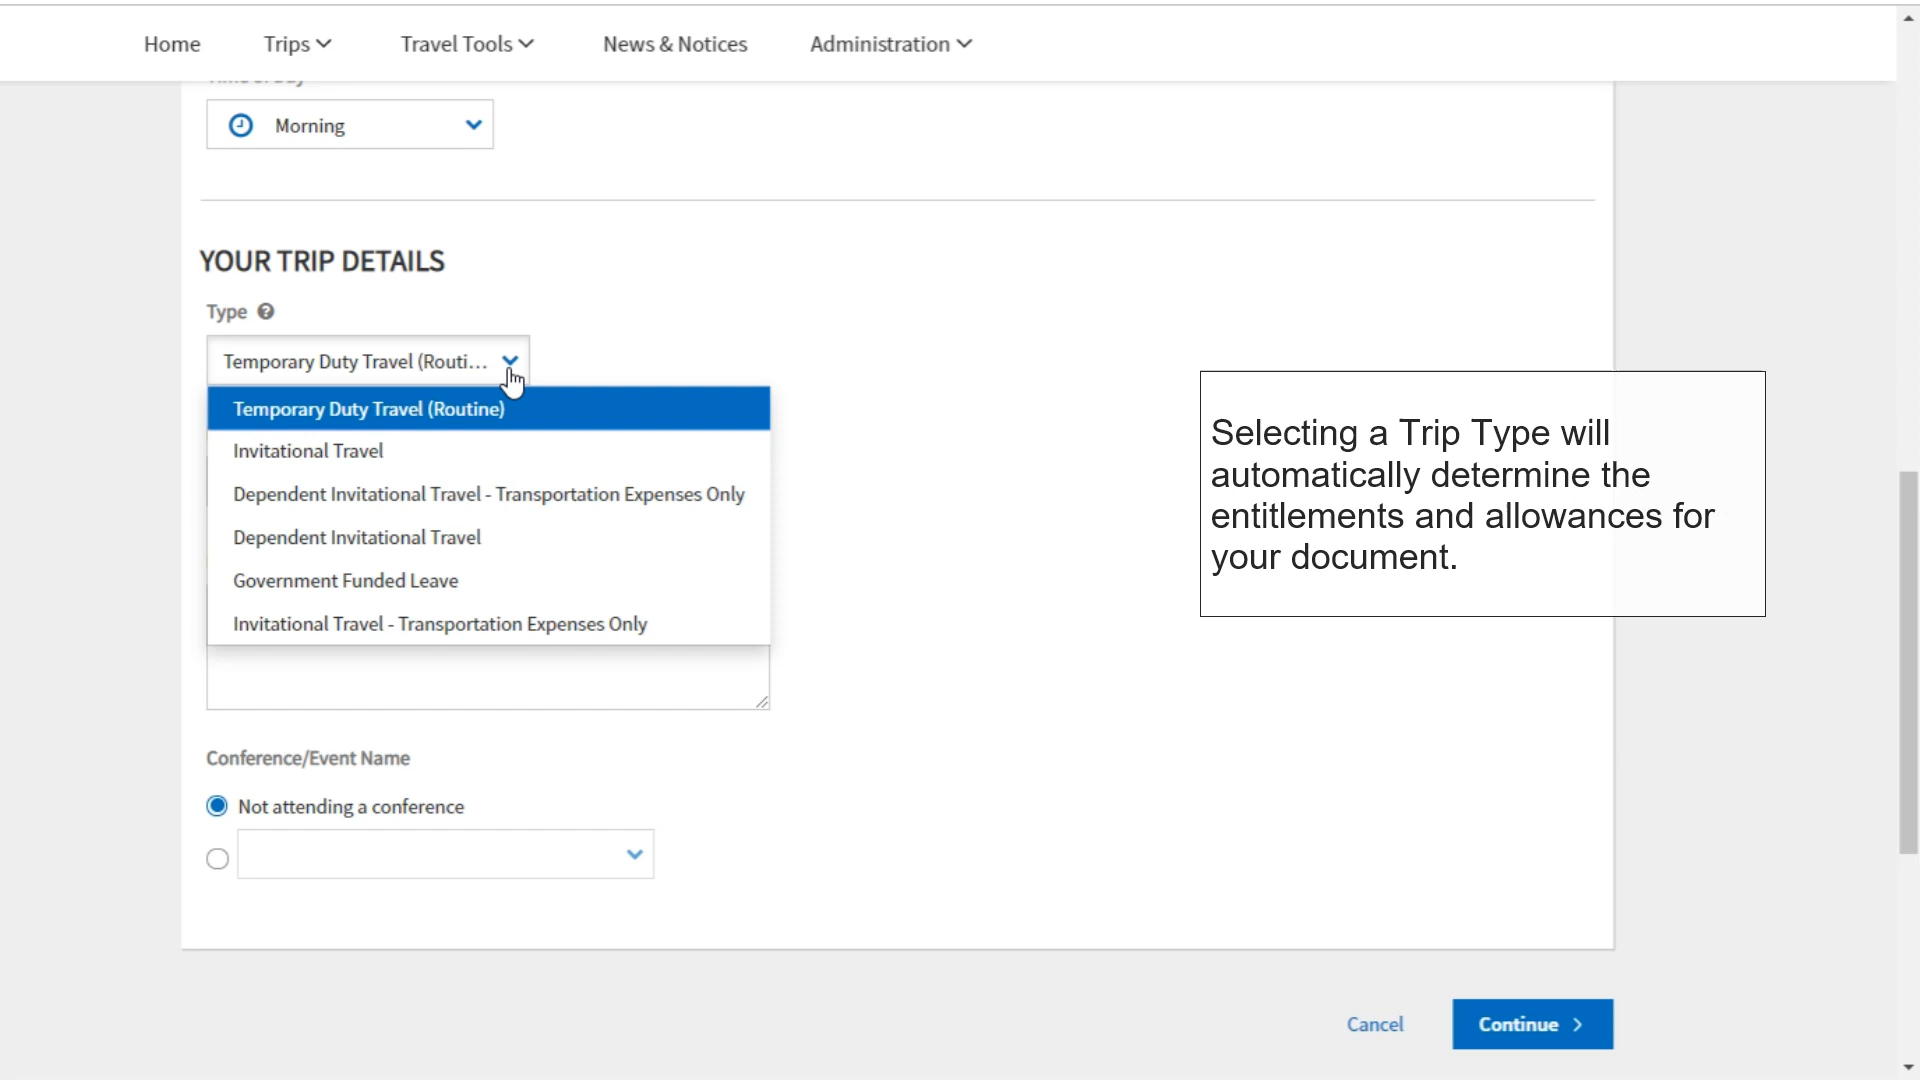 Home Trips Travel Tools News & Notices Administration
Morning
YOUR TRIP DETAILS
Type
Temporary Duty Travel (Routi...
Temporary Duty Travel (Routine)
Invitational Travel
Dependent Invitational Travel - Transportation Expenses Only
Dependent Invitational Travel
Government Funded Leave
Invitational Travel - Transportation Expenses Only
Selecting a Trip Type will
automatically determine the
entitlements and allowances for
your document.
Conference/Event Name
Not attending a conference
Cancel
Continue